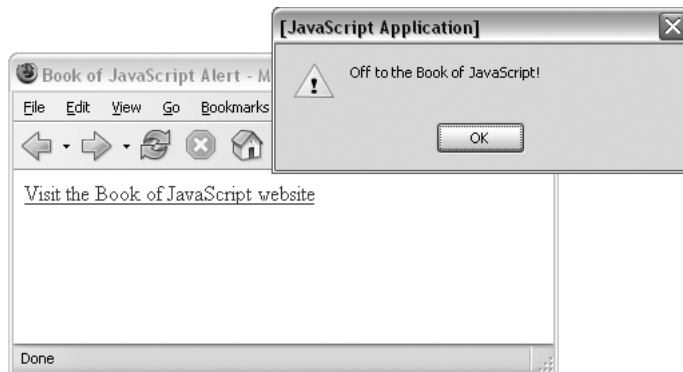 [JavaScript Application]
Off to the Book of JavaScript!
OK
Book of JavaScript Alert - M
File Edit View Go Bookmarks
Visit the Book of JavaScript website
Done